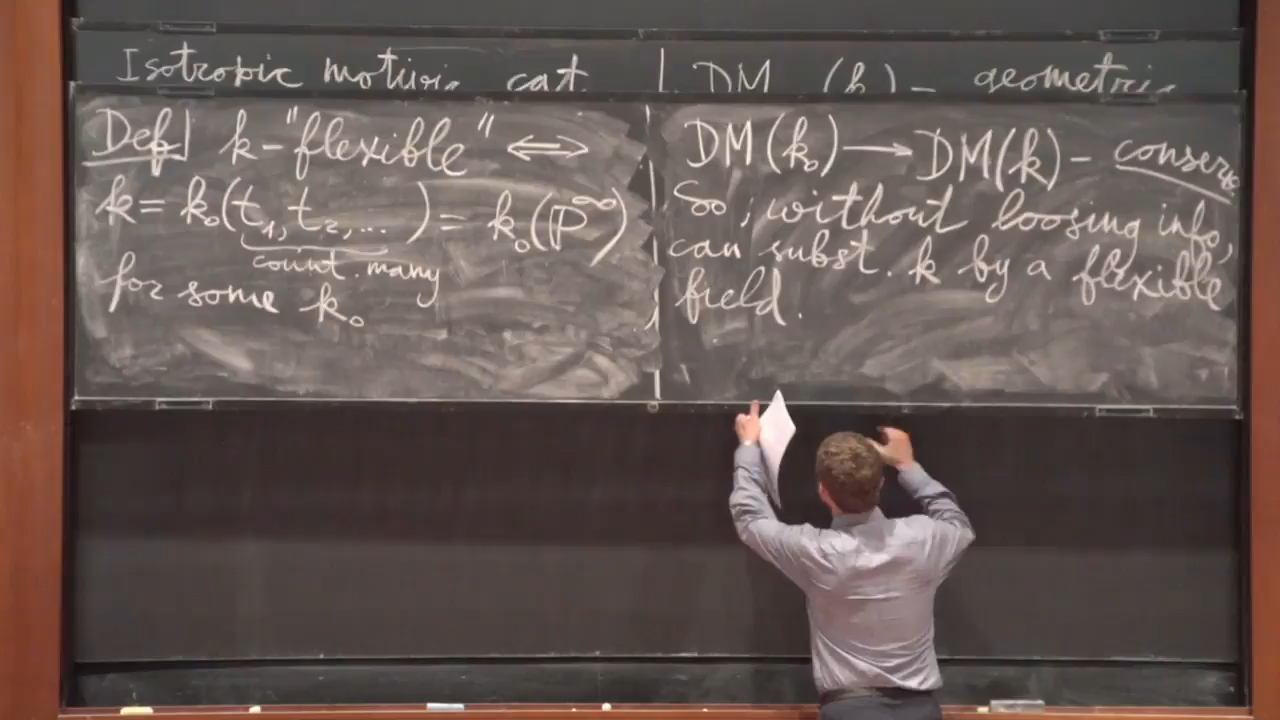 Isotropic motivic cat.
DM (k) - geometric
Def k - "flexible" ⟺
k = k₀(t₁, t₂, ... ) = k₀(P^∞)
count. many
for some k₀
DM(k₀) ⟶ DM(k) - conserv
So, without loosing info,
can subst. k by a flexible
field.